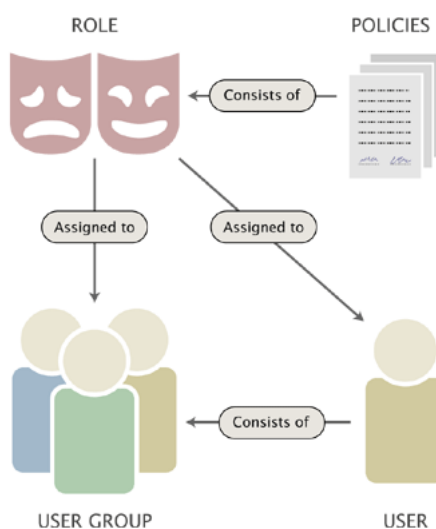 ROLE
POLICIES
Consists of
Assigned to
Assigned to
Consists of
USER GROUP
USER